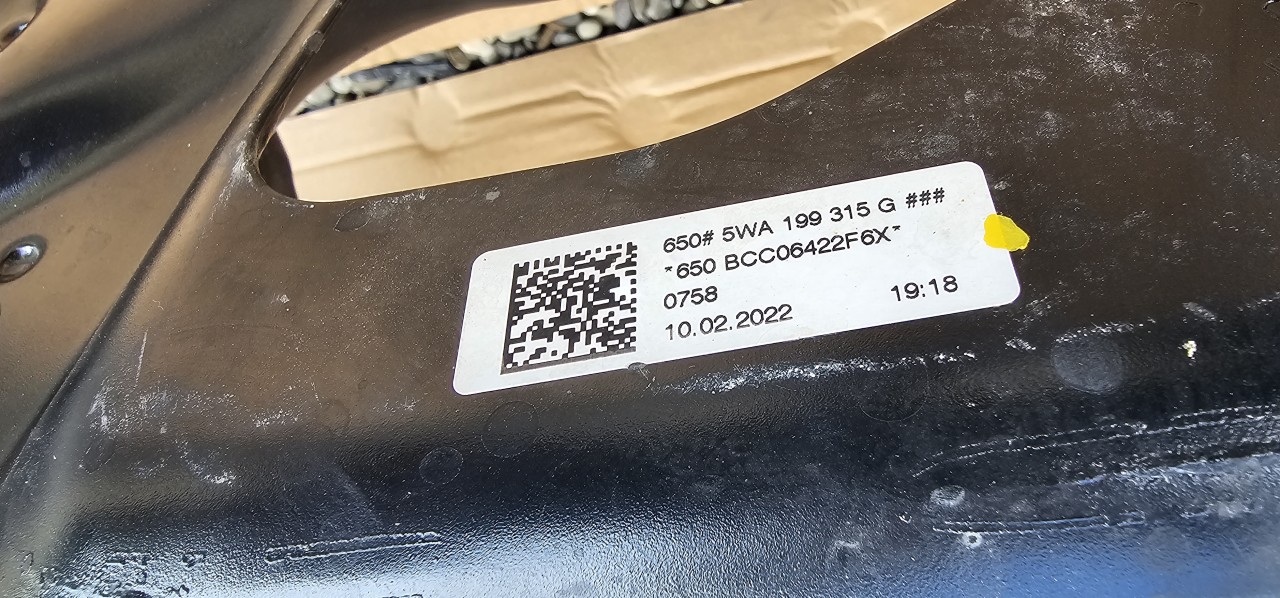 650# 5WA 199 315 G ###
*650 BCC06422F6X*
0758
10.02.2022 19:18